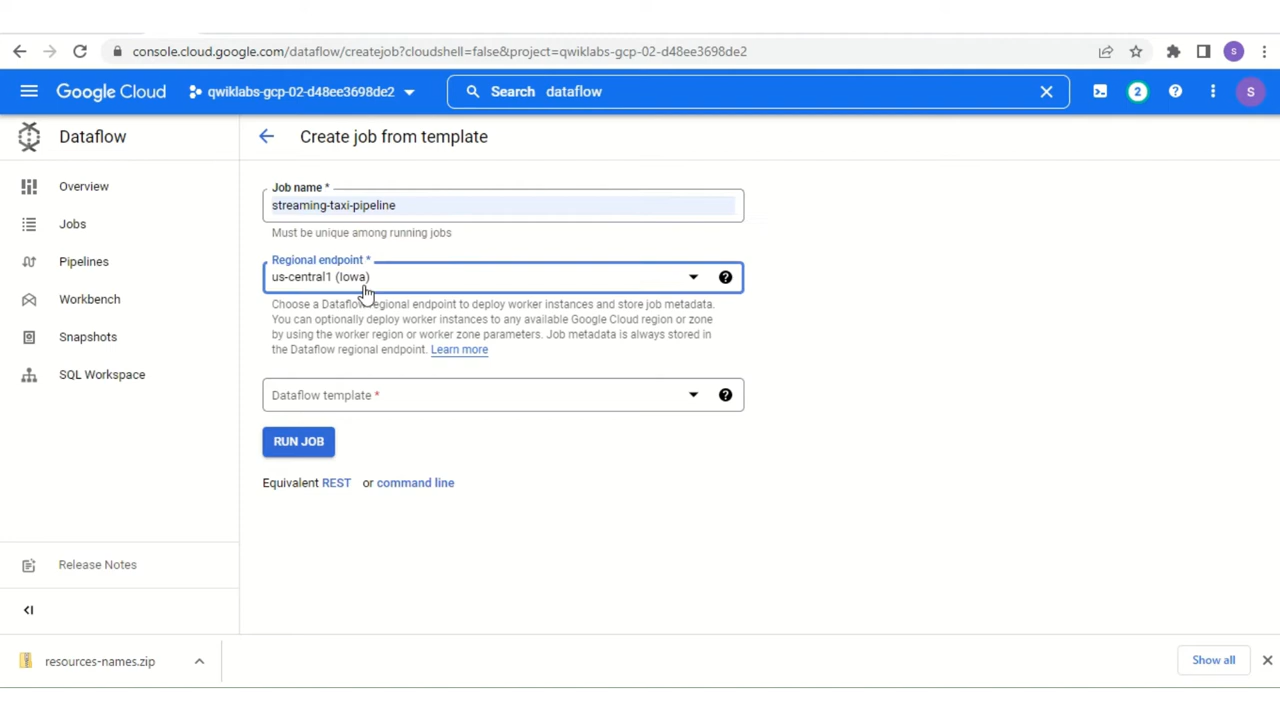 console.cloud.google.com/dataflow/createjob?cloudshell=false&project=qwiklabs-gcp-02-d48ee3698de2
S
Google Cloud
qwiklabs-gcp-02-d48ee3698de2
Search dataflow
2
S
Dataflow
Create job from template
Overview
Jobs
Pipelines
Workbench
Snapshots
SQL Workspace
Job name *
streaming-taxi-pipeline
Must be unique among running jobs
Regional endpoint *
us-central1 (Iowa)
Choose a Dataflow regional endpoint to deploy worker instances and store job metadata.
You can optionally deploy worker instances to any available Google Cloud region or zone
by using the worker region or worker zone parameters. Job metadata is always stored in
the Dataflow regional endpoint. Learn more
Dataflow template *
RUN JOB
Equivalent REST or command line
Release Notes
resources-names.zip
Show all